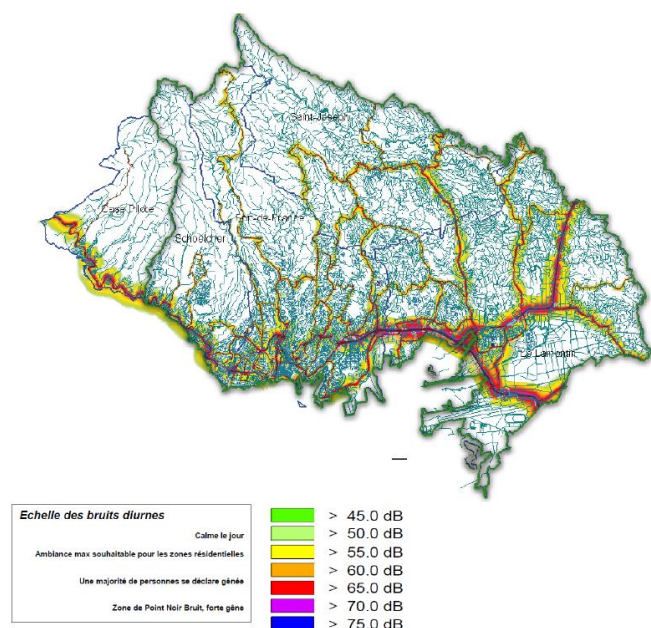 Saint-Joseph
Case Pilote
Fort-de-France
Schoelcher
Le Lamentin
Echelle des bruits diurnes
Calme le jour
Ambiance max souhaitable pour les zones résidentielles
Une majorité de personnes se déclare génée
Zone de Point Noir Bruit, forte gêne
> 45.0 dB
> 50.0 dB
> 55.0 dB
> 60.0 dB
> 65.0 dB
> 70.0 dB
> 75.0 dB